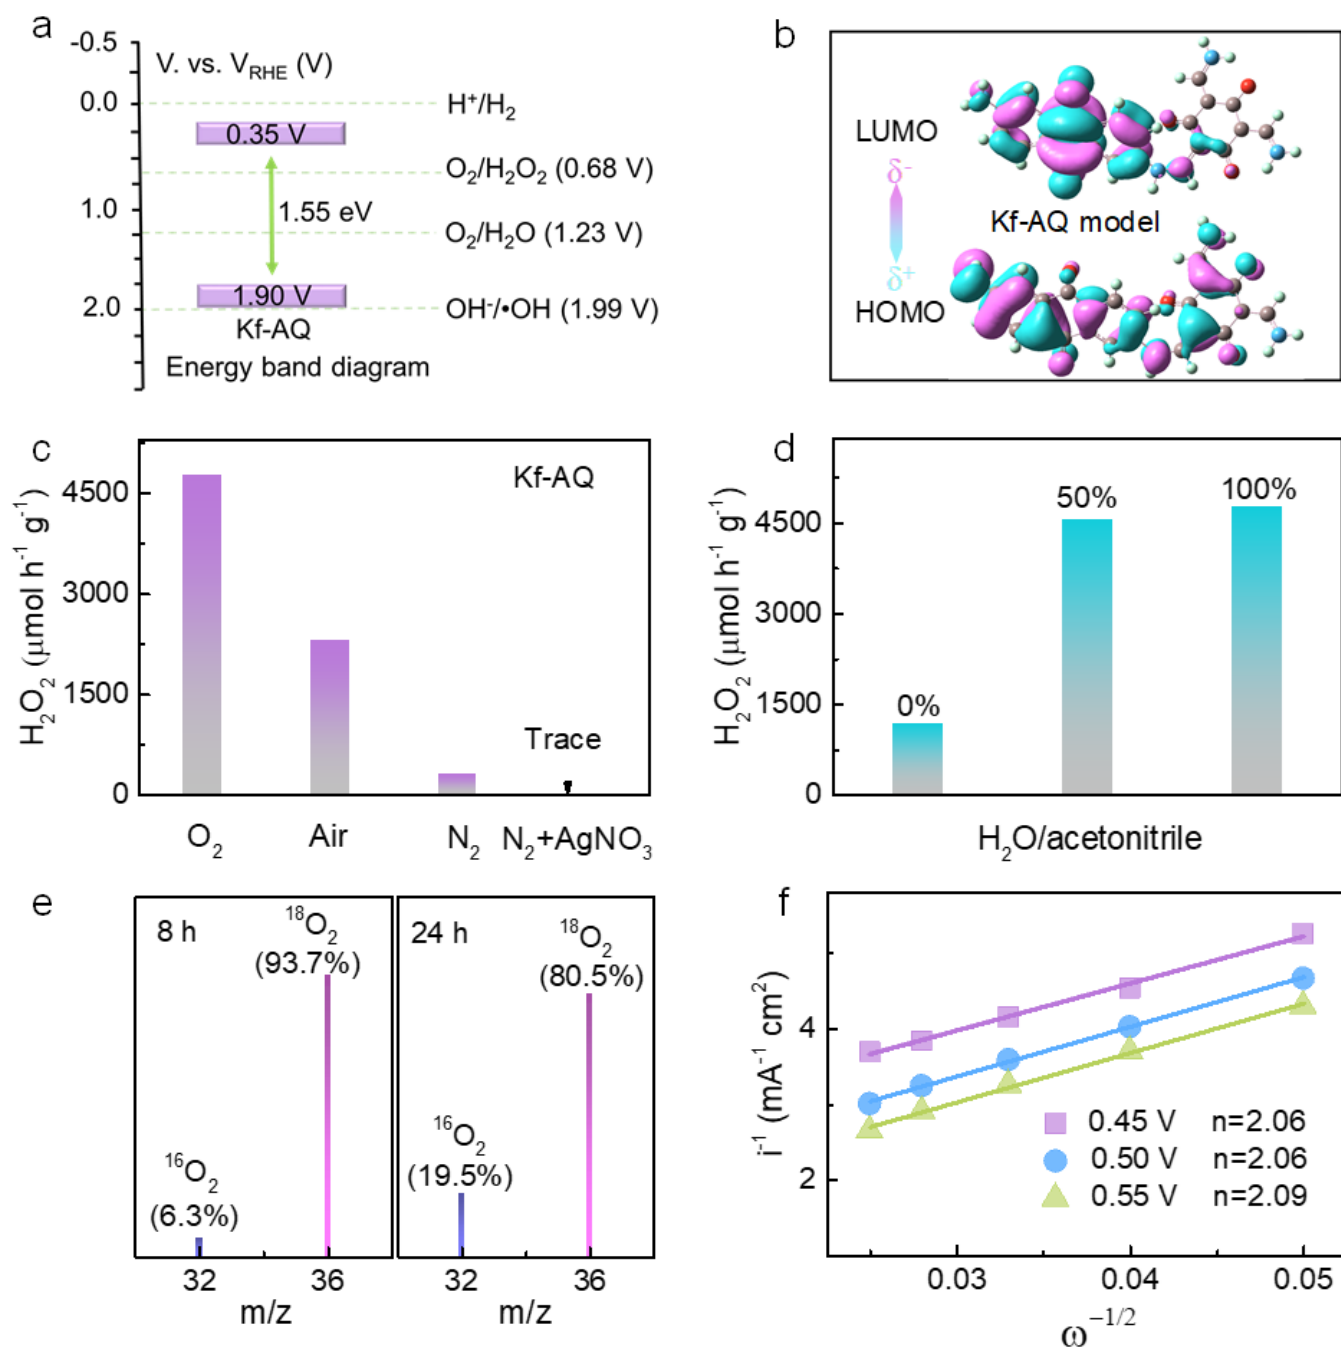 a
-0.5
V. vs. V_RHE (V)
0.0
H⁺/H₂
0.35 V
O₂/H₂O₂ (0.68 V)
1.0
1.55 eV
O₂/H₂O (1.23 V)
1.90 V
2.0
OH⁻/•OH (1.99 V)
Kf-AQ
Energy band diagram
b
LUMO
δ⁻
Kf-AQ model
δ⁺
HOMO
c
H₂O₂ (μmol h⁻¹ g⁻¹)
4500
3000
1500
0
Kf-AQ
Trace
O₂ Air N₂ N₂+AgNO₃
d
H₂O₂ (μmol h⁻¹ g⁻¹)
4500
3000
1500
0
0%
50%
100%
H₂O/acetonitrile
e
8 h
¹⁸O₂
(93.7%)
¹⁶O₂
(6.3%)
32 36
m/z
24 h
¹⁸O₂
(80.5%)
¹⁶O₂
(19.5%)
32 36
m/z
f
i⁻¹ (mA⁻¹ cm²)
4
2
0.45 V n=2.06
0.50 V n=2.06
0.55 V n=2.09
0.03 0.04 0.05
ω⁻¹/²